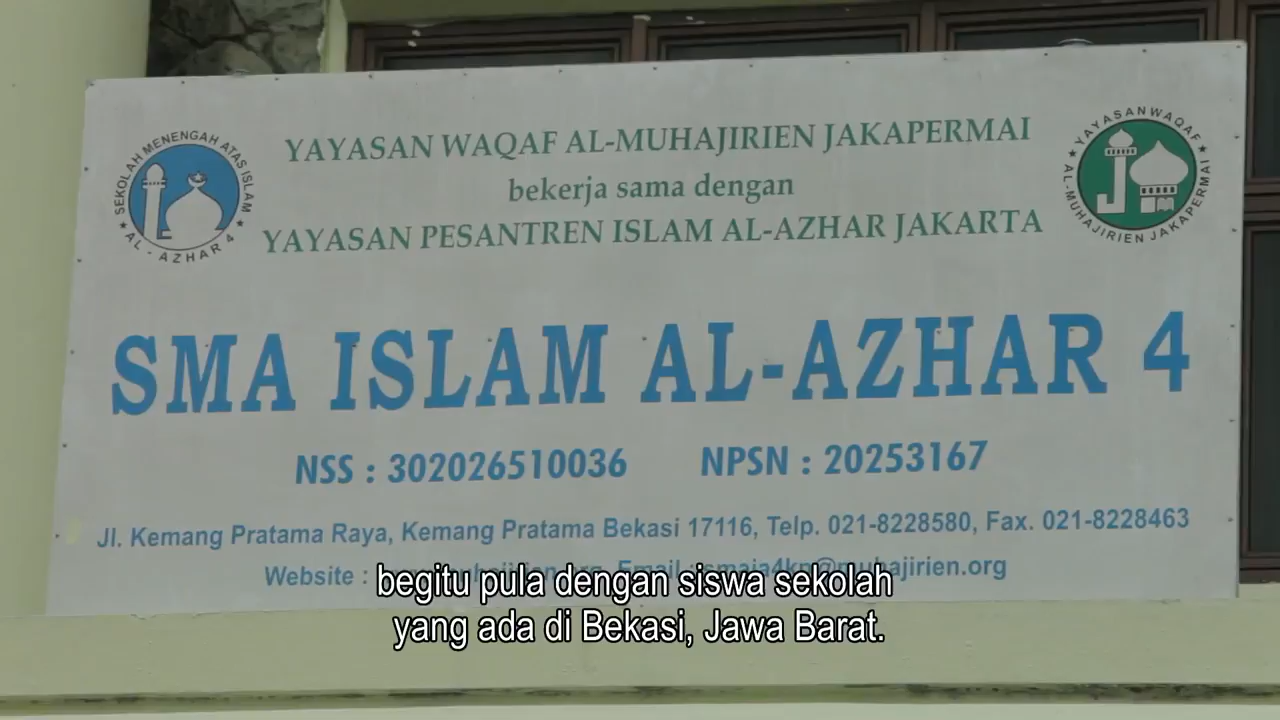 YAYASAN WAQAF AL-MUHAJIRIEN JAKAPERMAI
bekerja sama dengan
YAYASAN PESANTREN ISLAM AL-AZHAR JAKARTA
SEKOLAH MENENGAH ATAS ISLAM
★ AL-AZHAR 4 ★
YAYASAN WAQAF
★ AL-MUHAJIRIEN JAKAPERMAI ★
SMA ISLAM AL-AZHAR 4
NSS : 302026510036 NPSN : 20253167
Jl. Kemang Pratama Raya, Kemang Pratama Bekasi 17116, Telp. 021-8228580, Fax. 021-8228463
Website : Email :
begitu pula dengan siswa sekolah
yang ada di Bekasi, Jawa Barat.